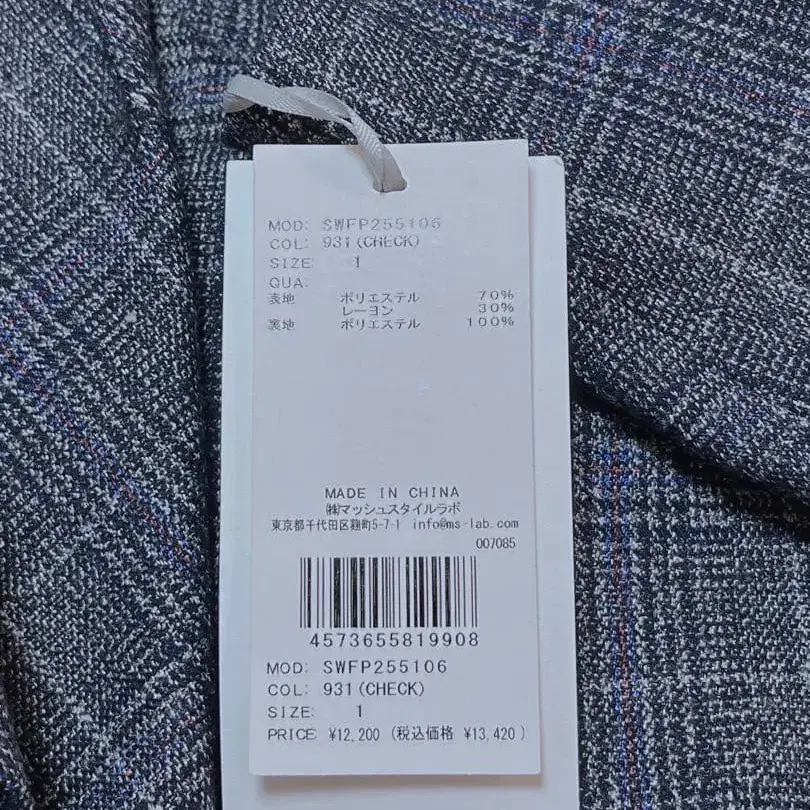 MOD: SWFP255106
COL: 931(CHECK)
SIZE: 1
QUA:
表地 ポリエステル 70%
レーヨン 30%
裏地 ポリエステル 100%
MADE IN CHINA
㈱マッシュスタイルラボ
東京都千代田区麹町5-7-1 info@ms-lab.com
007085
4573655819908
MOD: SWFP255106
COL: 931(CHECK)
SIZE: 1
PRICE ¥12,200 (税込価格 ¥13,420 )